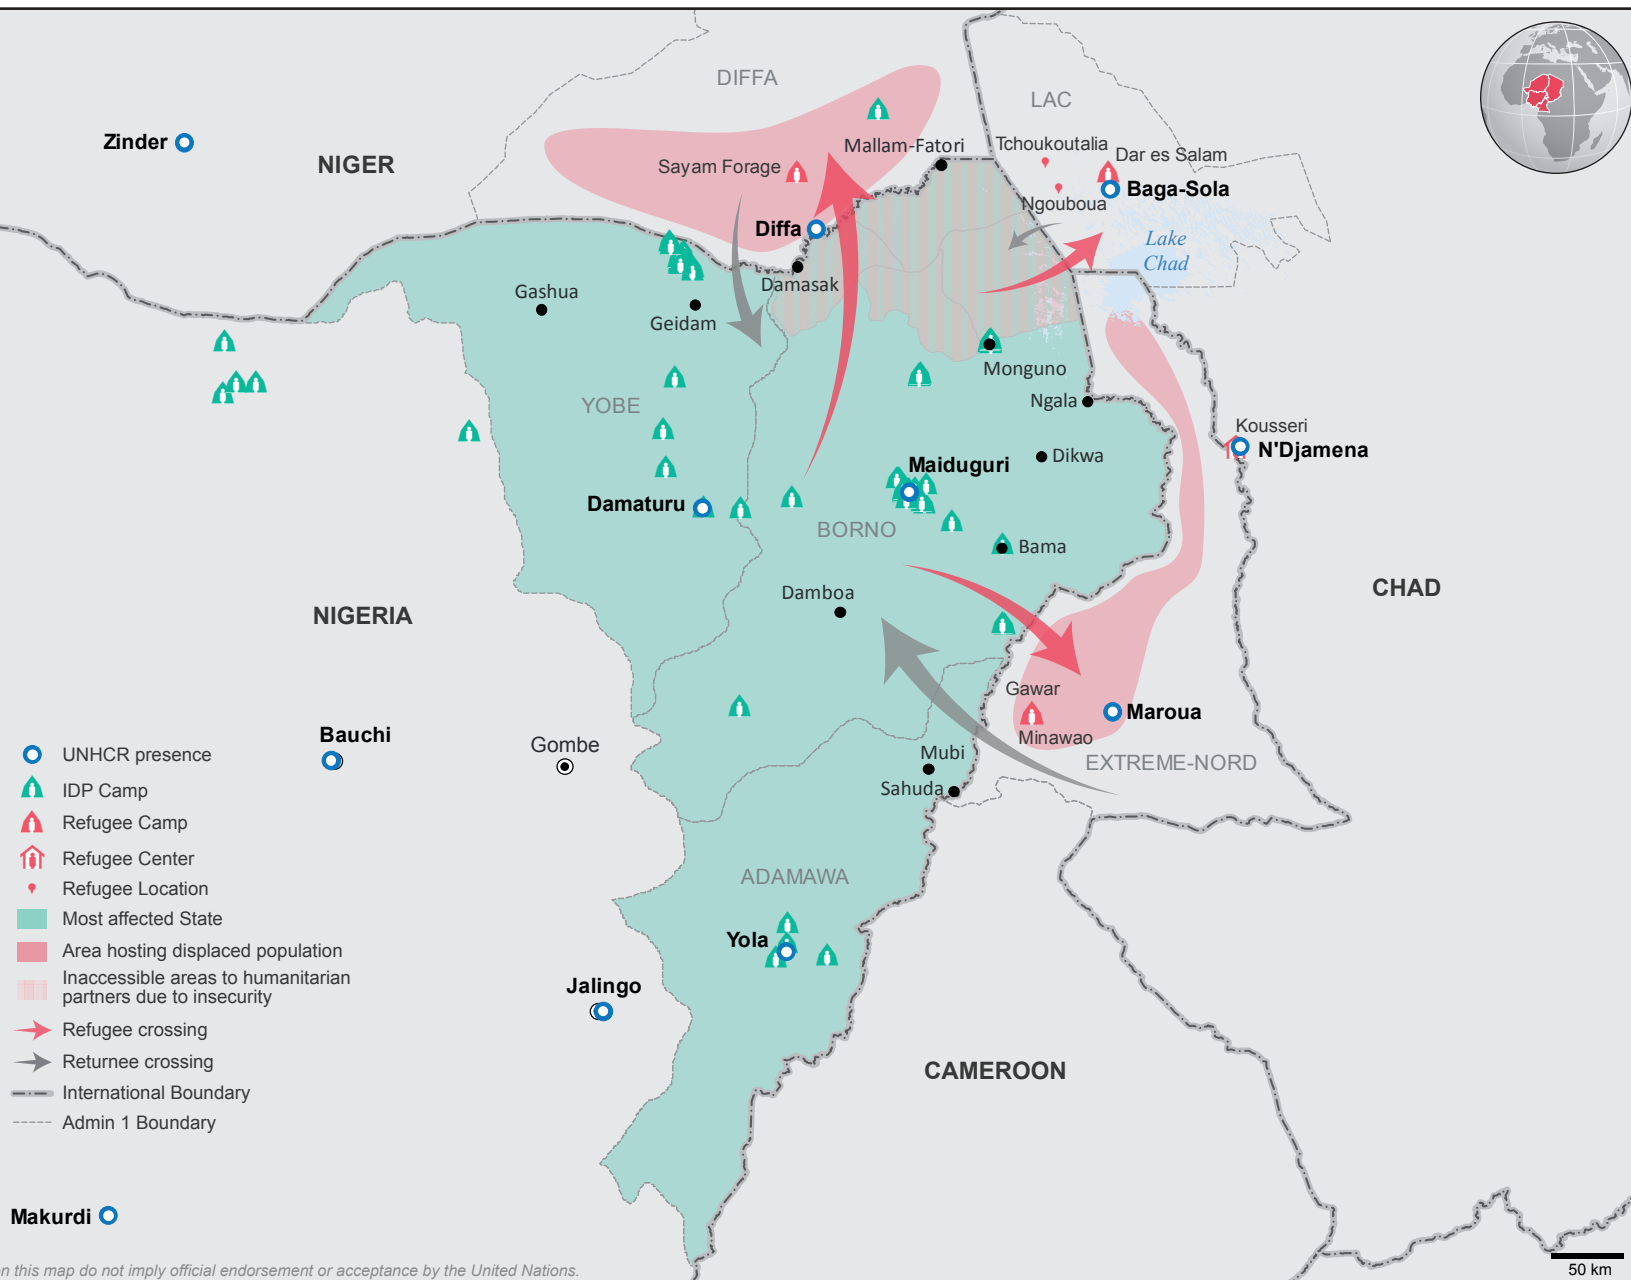 DIFFA
LAC
Zinder
NIGER
Mallam-Fatori
Tchoukoutalia
Dar es Salam
Sayam Forage
Baga-Sola
Ngouboua
Diffa
Lake
Chad
Damasak
Gashua
Geidam
Monguno
YOBE
Ngala
Kousseri
N'Djamena
Dikwa
Maiduguri
Damaturu
BORNO
Bama
Damboa
CHAD
NIGERIA
Gawar
Maroua
Minawao
Bauchi
Gombe
Mubi
EXTREME-NORD
Sahuda
UNHCR presence
IDP Camp
Refugee Camp
Refugee Center
Refugee Location
Most affected State
Area hosting displaced population
Inaccessible areas to humanitarian
partners due to insecurity
Refugee crossing
Returnee crossing
International Boundary
Admin 1 Boundary
ADAMAWA
Yola
Jalingo
CAMEROON
Makurdi
on this map do not imply official endorsement or acceptance by the United Nations.
50 km